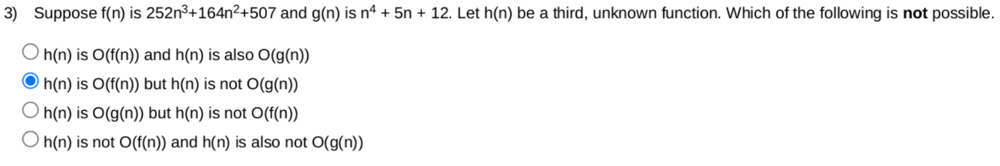 3) Suppose f(n) is 252n³+164n²+507 and g(n) is n⁴ + 5n + 12. Let h(n) be a third, unknown function. Which of the following is not possible.
h(n) is O(f(n)) and h(n) is also O(g(n))
h(n) is O(f(n)) but h(n) is not O(g(n))
h(n) is O(g(n)) but h(n) is not O(f(n))
h(n) is not O(f(n)) and h(n) is also not O(g(n))